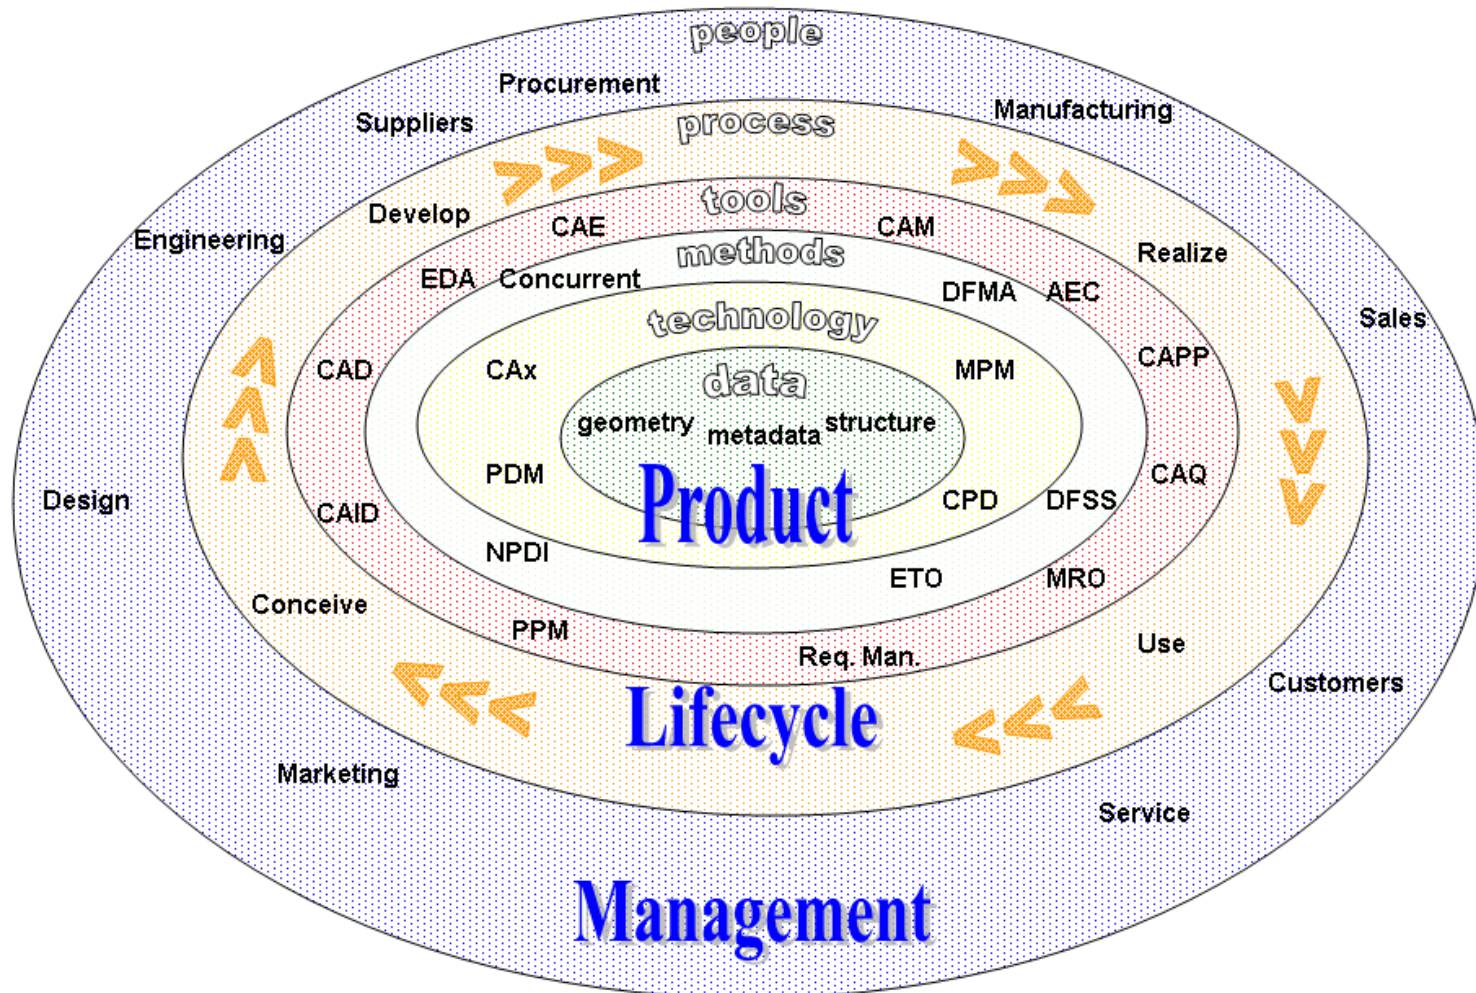 people
Procurement
Manufacturing
Suppliers
process
tools
Develop
CAE
CAM
Engineering
methods
Realize
EDA
Concurrent
DFMA
AEC
technology
Sales
CAD
CAx
data
MPM
CAPP
geometry
metadata
structure
PDM
Product
CPD
DFSS
CAQ
Design
CAID
NPDI
ETO
MRO
Conceive
PPM
Req. Man.
Use
Customers
Lifecycle
Marketing
Service
Management